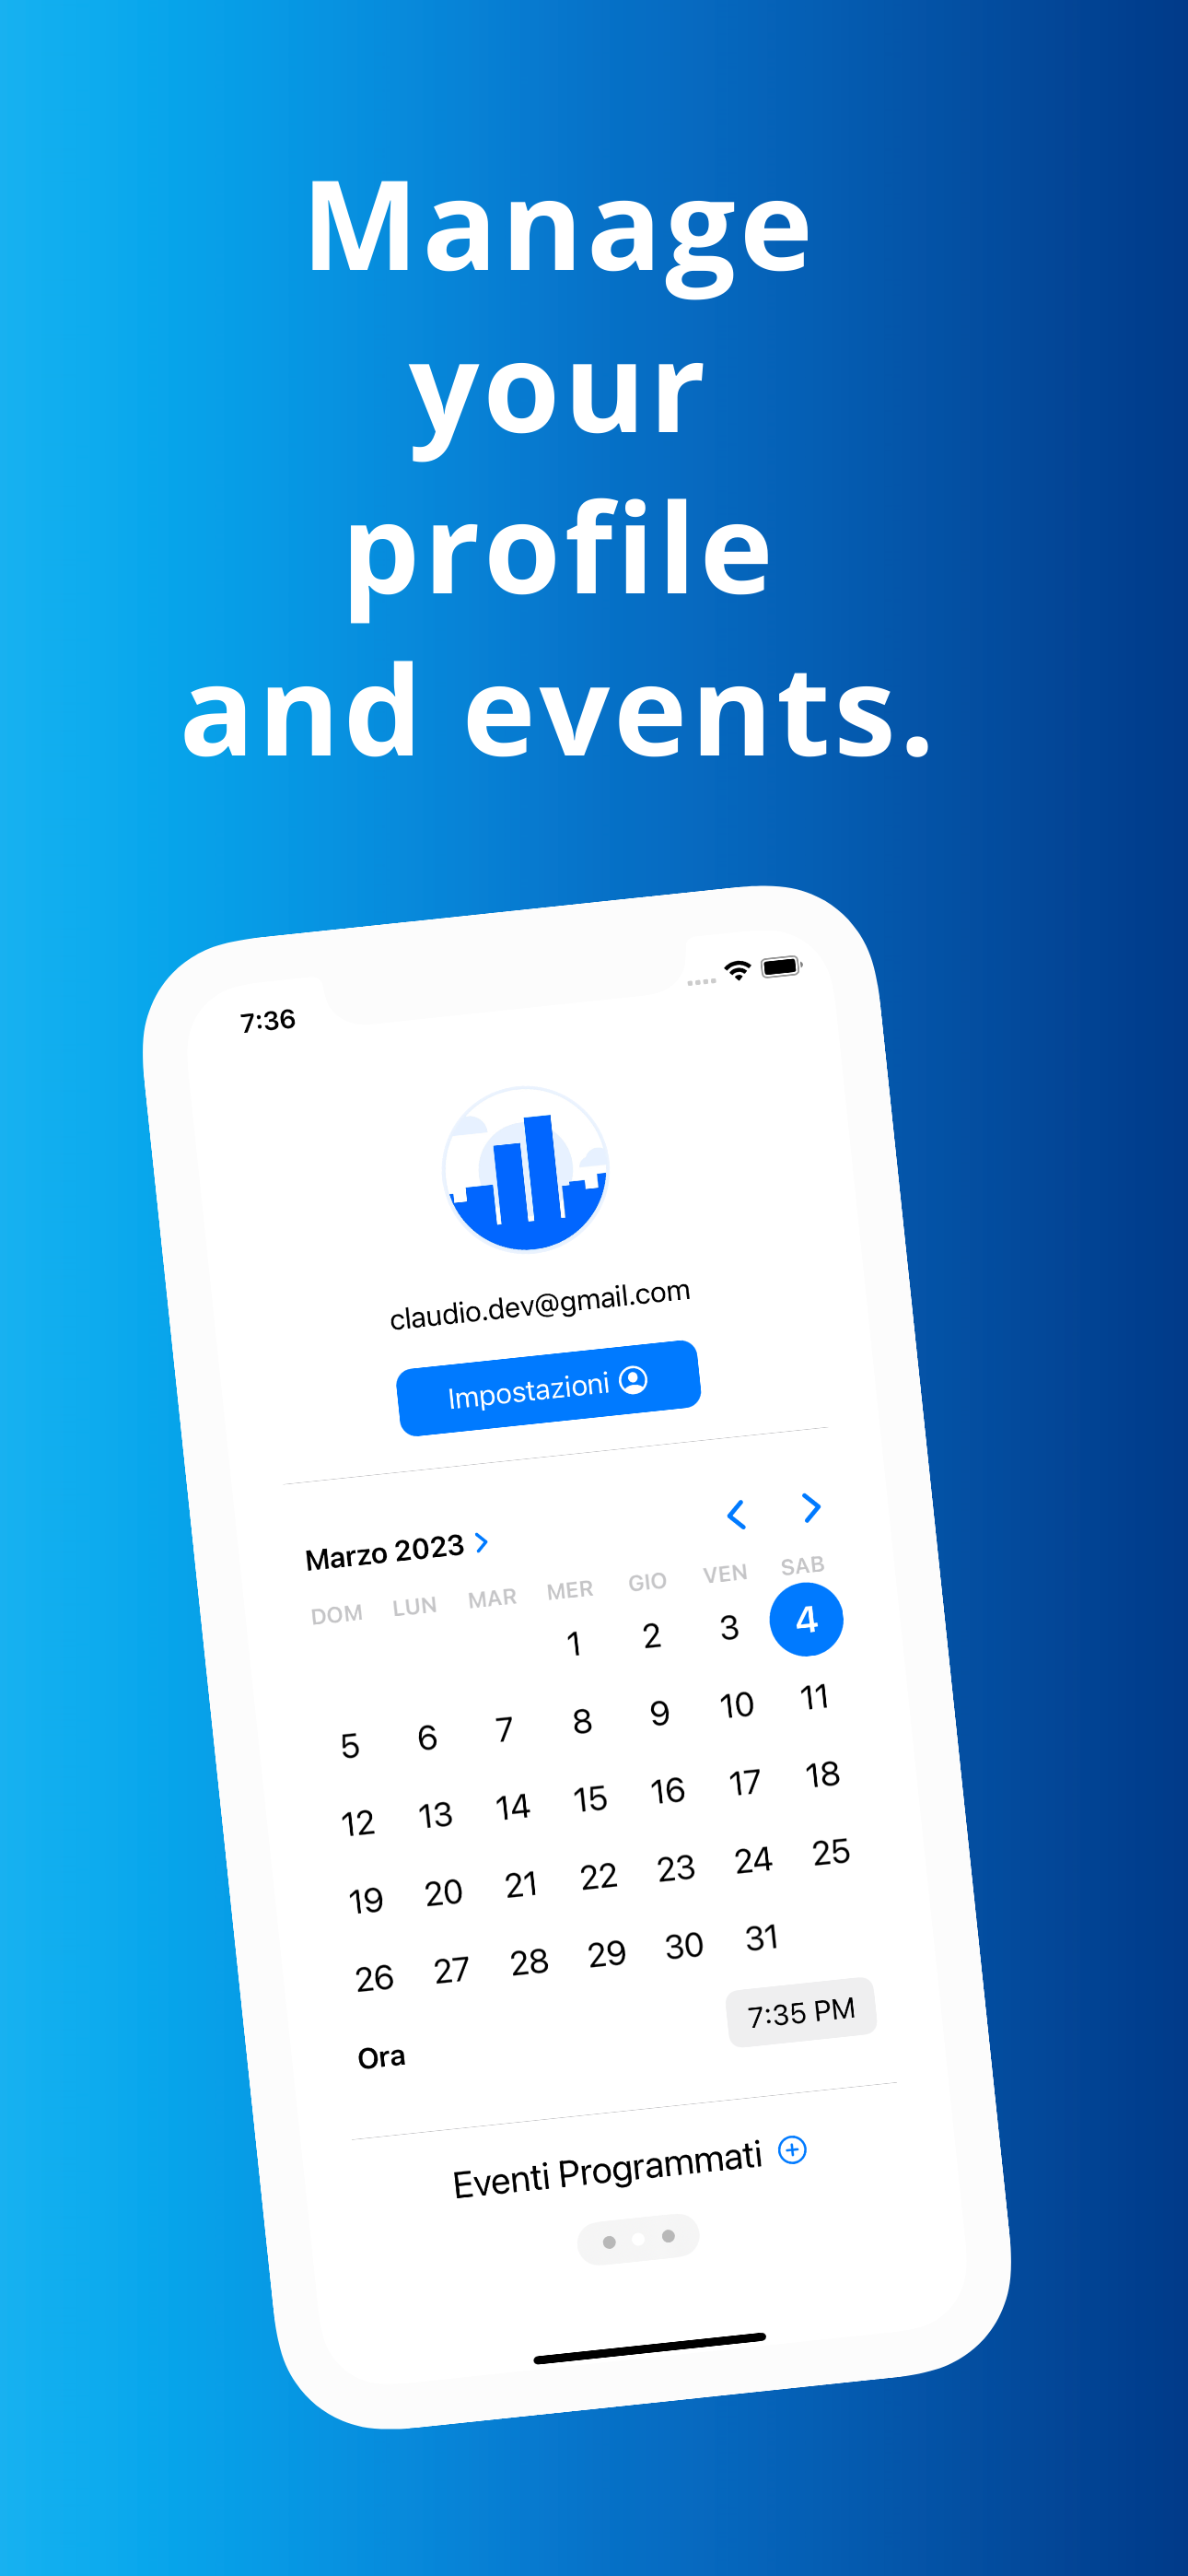 Manage
your
profile
and events.
7:36
claudio.dev@gmail.com
Impostazioni
Marzo 2023
DOM LUN MAR MER GIO VEN SAB
1 2 3 4
5 6 7 8 9 10 11
12 13 14 15 16 17 18
19 20 21 22 23 24 25
26 27 28 29 30 31
Ora 7:35 PM
Eventi Programmati